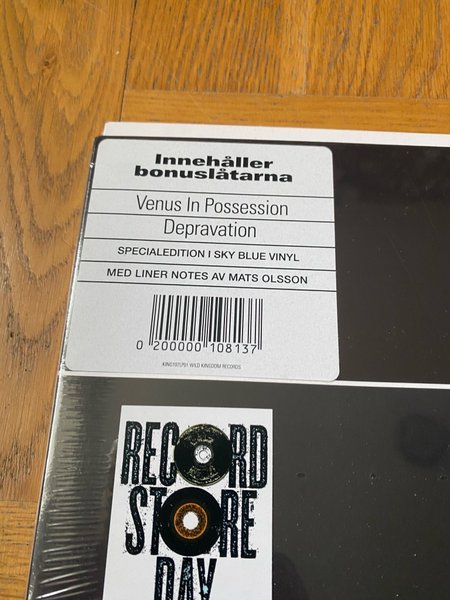 Innehåller
bonuslåtarna
Venus In Possession
Depravation
SPECIALEDITION I SKY BLUE VINYL
MED LINER NOTES AV MATS OLSSON
0 200000 108137
KING107LP01 WILD KINGDOM RECORDS
RECORD
STORE
DAY